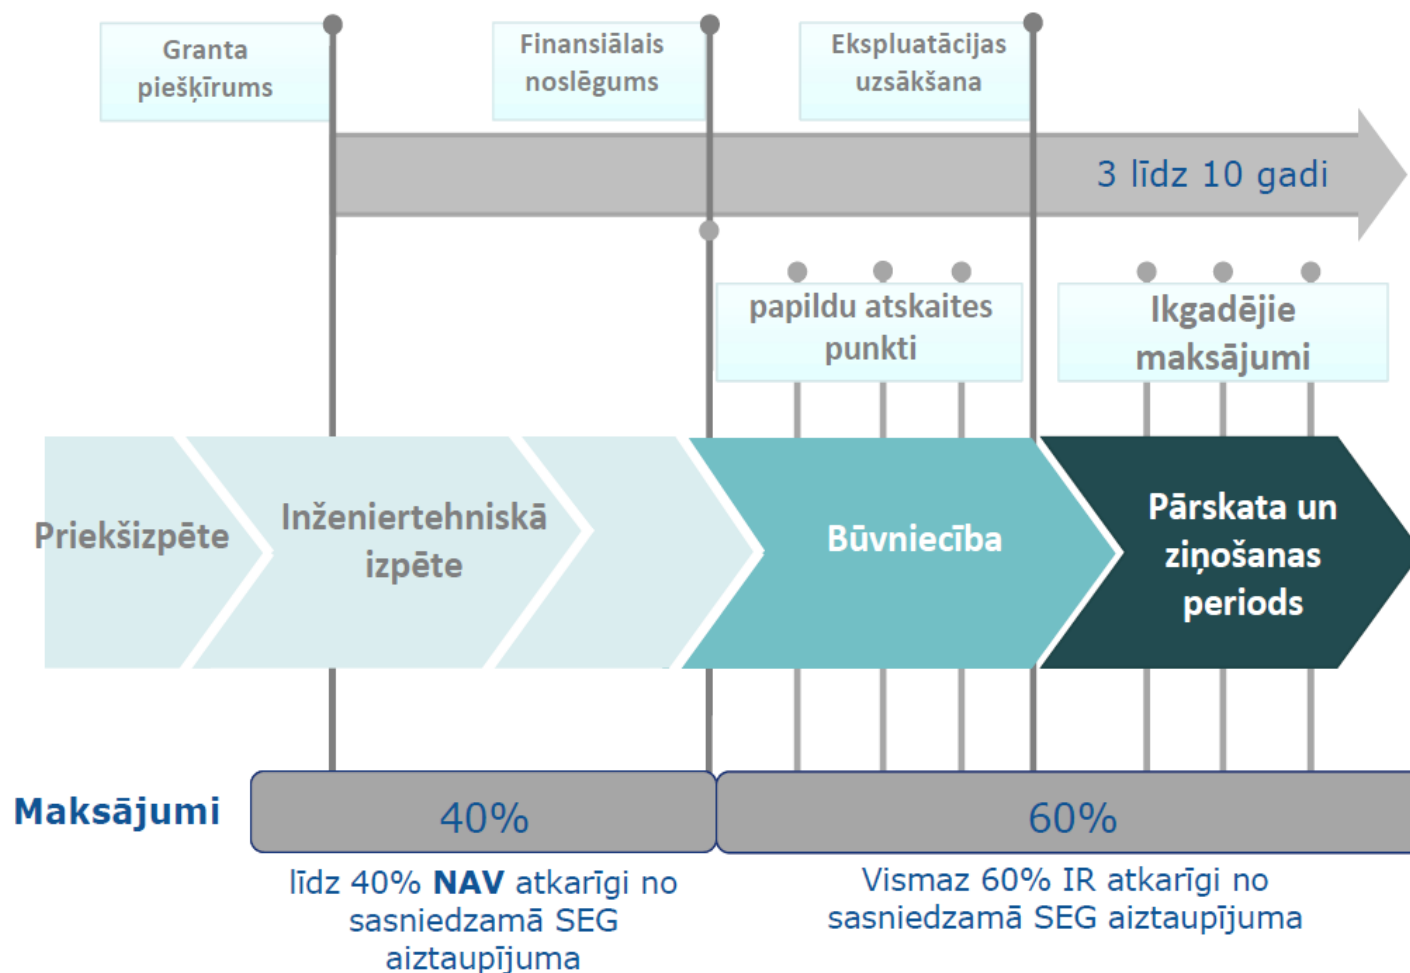 Granta
piešķīrums
Finansiālais
noslēgums
Ekspluatācijas
uzsākšana
3 līdz 10 gadi
papildu atskaites
punkti
Ikgadējie
maksājumi
Priekšizpēte
Inženiertehniskā
izpēte
Būvniecība
Pārskata un
ziņošanas
periods
Maksājumi
40%
60%
līdz 40% NAV atkarīgi no
sasniedzamā SEG
aiztaupījuma
Vismaz 60% IR atkarīgi no
sasniedzamā SEG aiztaupījuma